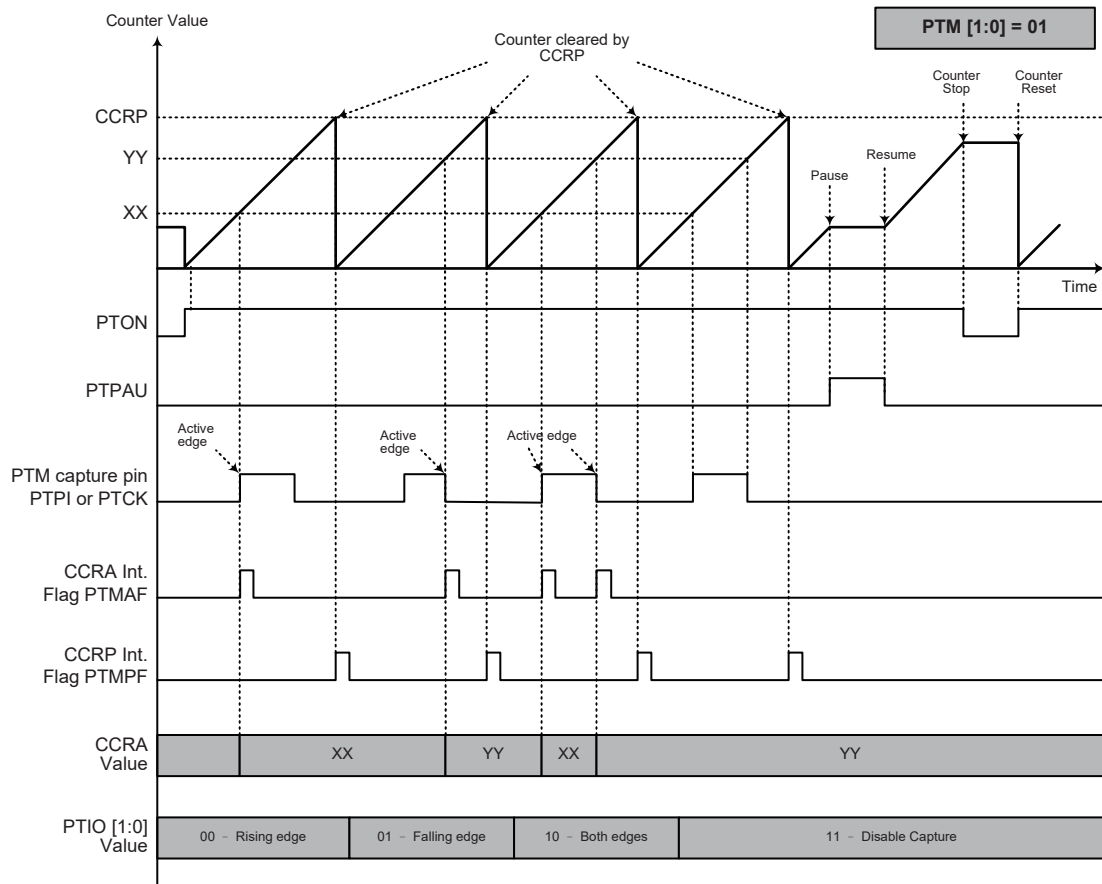 Counter Value
PTM [1:0] = 01
Counter cleared by
CCRP
Counter
Stop
Counter
Reset
CCRP
YY
Resume
Pause
XX
Time
PTON
PTPAU
Active
edge
Active
edge
Active edge
PTM capture pin
PTPI or PTCK
CCRA Int.
Flag PTMAF
CCRP Int.
Flag PTMPF
CCRA
Value
XX
YY
XX
YY
PTIO [1:0]
Value
00 - Rising edge
01 - Falling edge
10 - Both edges
11 - Disable Capture